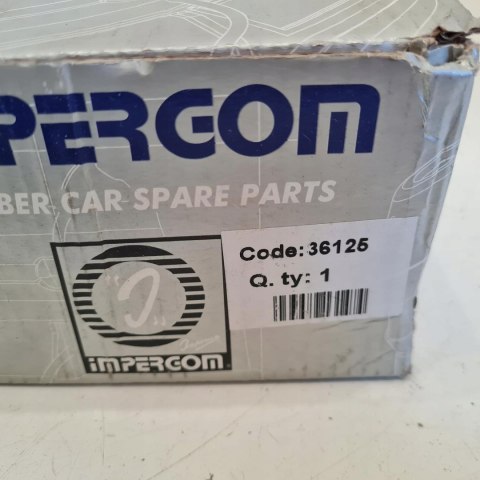 PERGOM
BER CAR SPARE PARTS
Code: 36125
Q. ty: 1
IMPERGOM